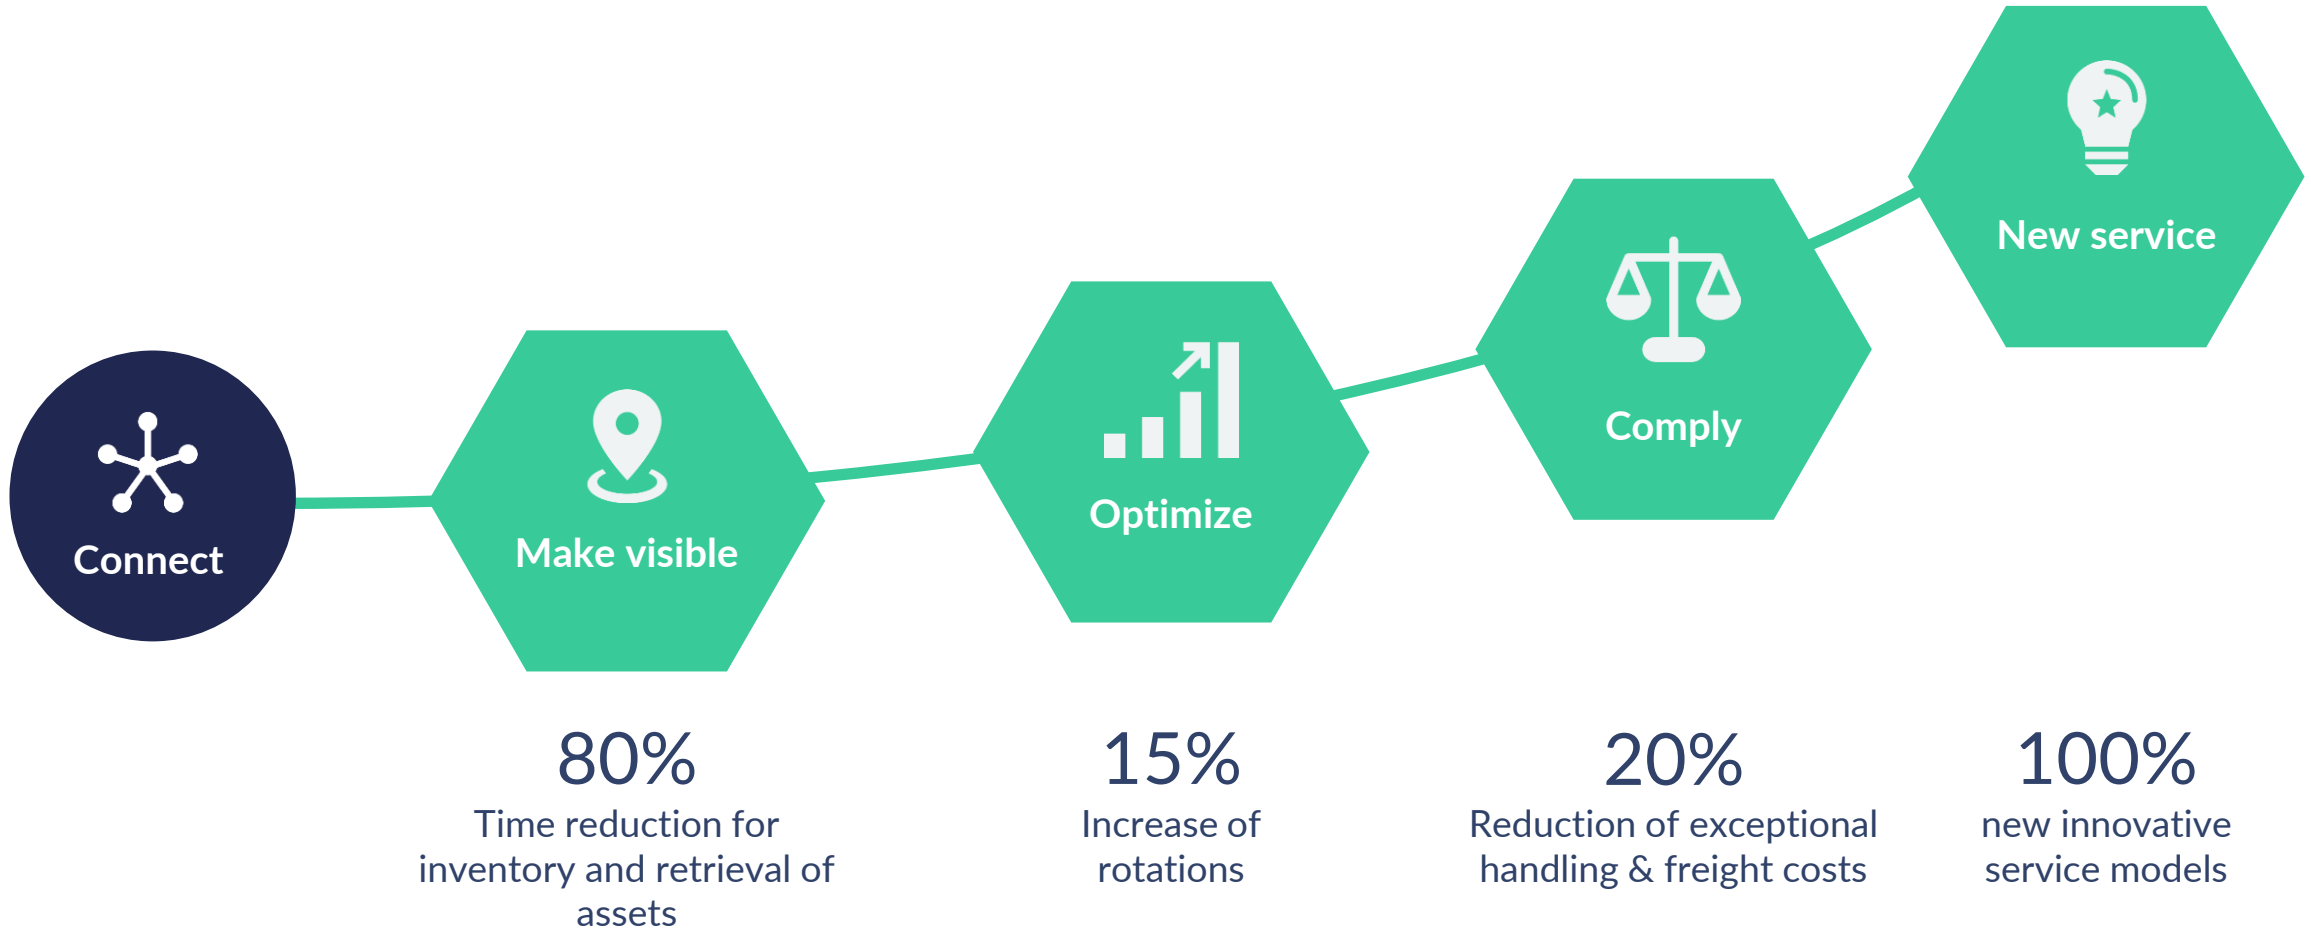 Connect
Make visible
Optimize
Comply
New service
80%
Time reduction for
inventory and retrieval of
assets
15%
Increase of
rotations
20%
Reduction of exceptional
handling & freight costs
100%
new innovative
service models